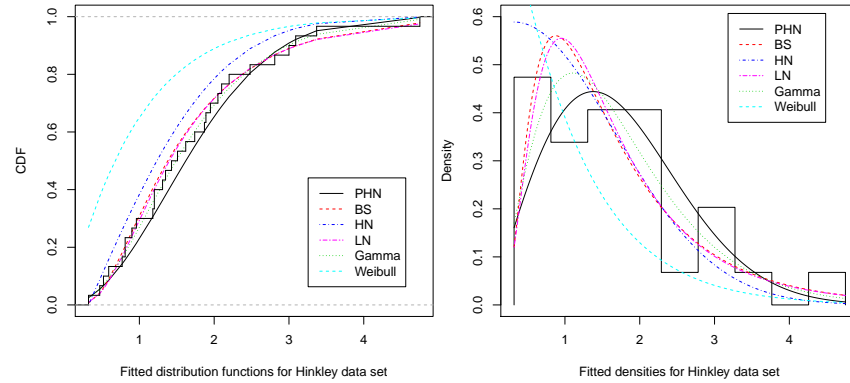 CDF
1.0
0.8
0.6
0.4
0.2
0.0
1 2 3 4
PHN
BS
HN
LN
Gamma
Weibull
Fitted distribution functions for Hinkley data set
Density
0.6
0.5
0.4
0.3
0.2
0.1
0.0
1 2 3 4
PHN
BS
HN
LN
Gamma
Weibull
Fitted densities for Hinkley data set